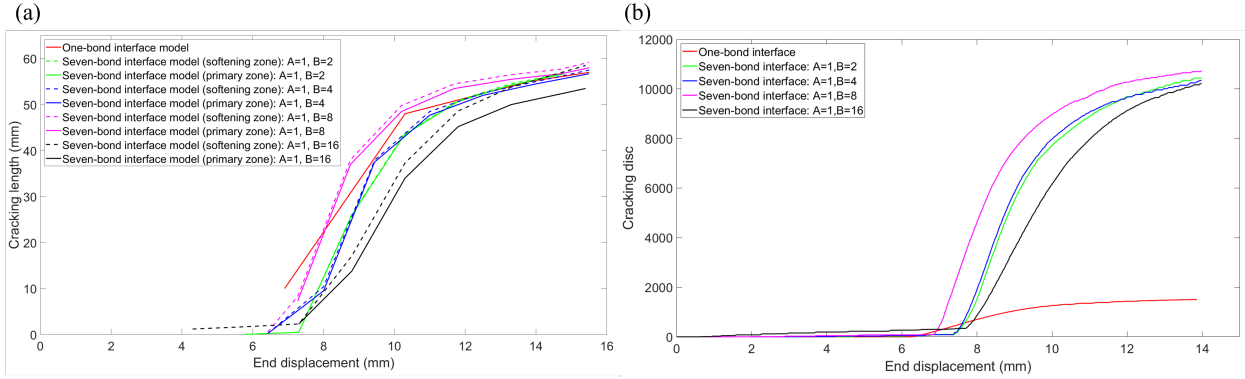 (a)
One-bond interface model
Seven-bond interface model (softening zone): A=1, B=2
Seven-bond interface model (primary zone): A=1, B=2
Seven-bond interface model (softening zone): A=1, B=4
Seven-bond interface model (primary zone): A=1, B=4
Seven-bond interface model (softening zone): A=1, B=8
Seven-bond interface model (primary zone): A=1, B=8
Seven-bond interface model (softening zone): A=1, B=16
Seven-bond interface model (primary zone): A=1, B=16
Cracking length (mm)
60
50
40
30
20
10
0
0 2 4 6 8 10 12 14 16
End displacement (mm)
(b)
One-bond interface
Seven-bond interface: A=1,B=2
Seven-bond interface: A=1,B=4
Seven-bond interface: A=1,B=8
Seven-bond interface: A=1,B=16
Cracking disc
12000
10000
8000
6000
4000
2000
0
0 2 4 6 8 10 12 14
End displacement (mm)